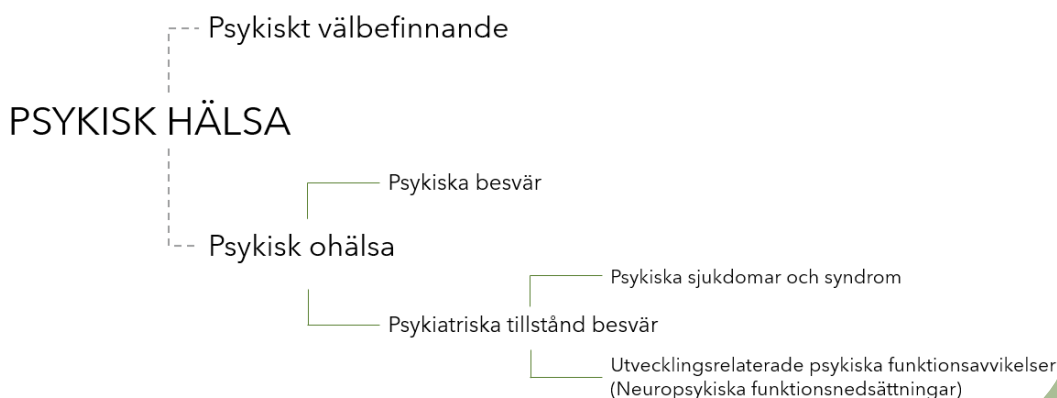 Psykiskt välbefinnande
PSYKISK HÄLSA
Psykiska besvär
Psykisk ohälsa
Psykiska sjukdomar och syndrom
Psykiatriska tillstånd besvär
Utvecklingsrelaterade psykiska funktionsavvikelser
(Neuropsykiska funktionsnedsättningar)